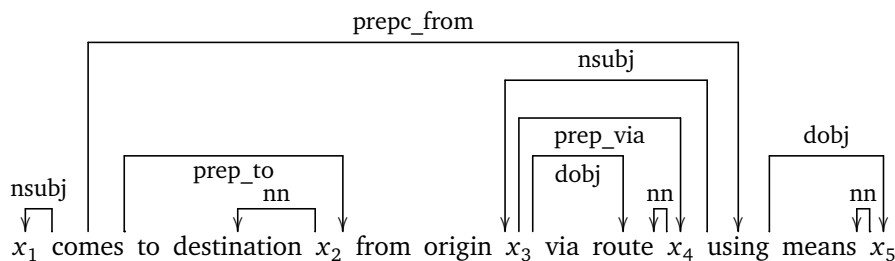 prepc_from
nsubj
prep_via
dobj
prep_to
dobj
nsubj
nn
nn
nn
x₁ comes to destination x₂ from origin x₃ via route x₄ using means x₅